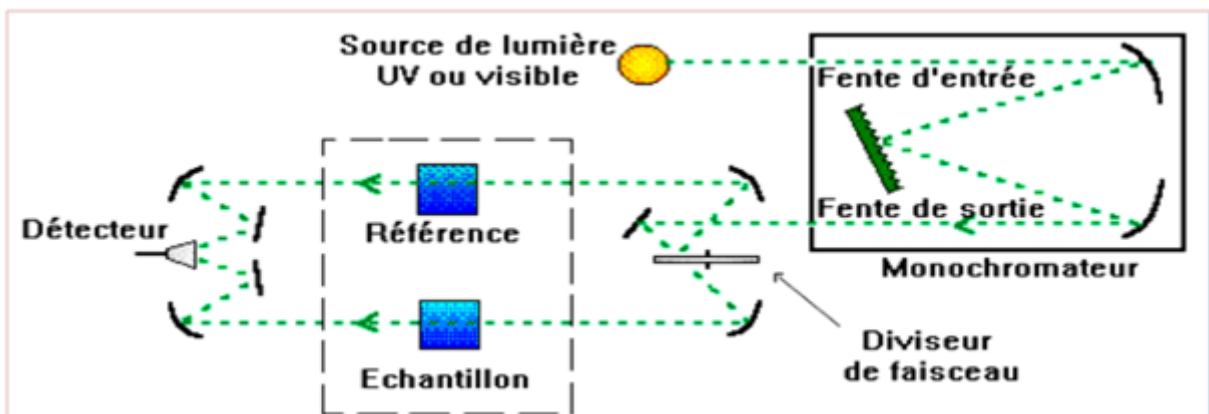 Source de lumière
UV ou visible
Fente d'entrée
Fente de sortie
Monochromateur
Détecteur
Référence
Echantillon
Diviseur
de faisceau